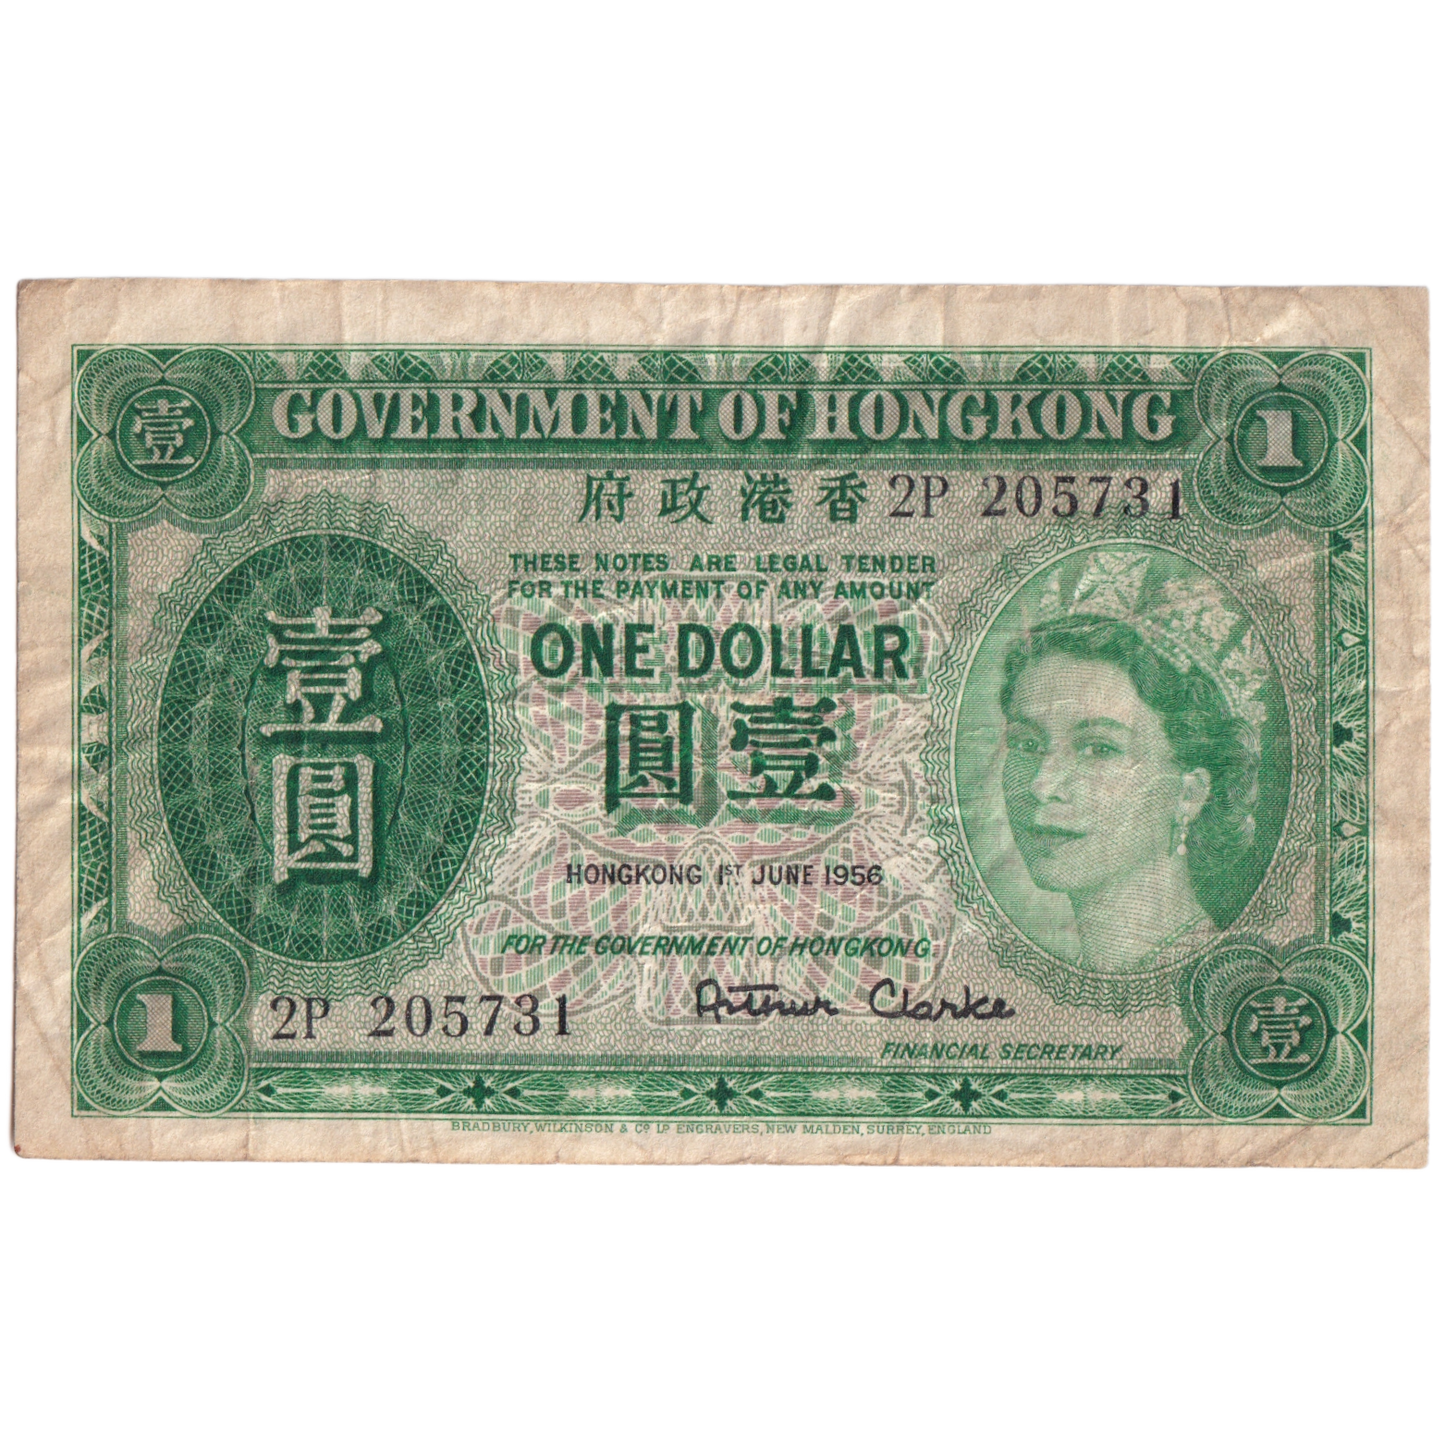 壹
GOVERNMENT OF HONGKONG
1
府政港香 2P 205731
THESE NOTES ARE LEGAL TENDER
FOR THE PAYMENT OF ANY AMOUNT
ONE DOLLAR
圓壹
壹
圓
HONGKONG 1ST JUNE 1956
FOR THE GOVERNMENT OF HONGKONG
1
2P 205731
Arthur Clarke
壹
FINANCIAL SECRETARY
BRADBURY, WILKINSON & Co Ld ENGRAVERS, NEW MALDEN, SURREY, ENGLAND